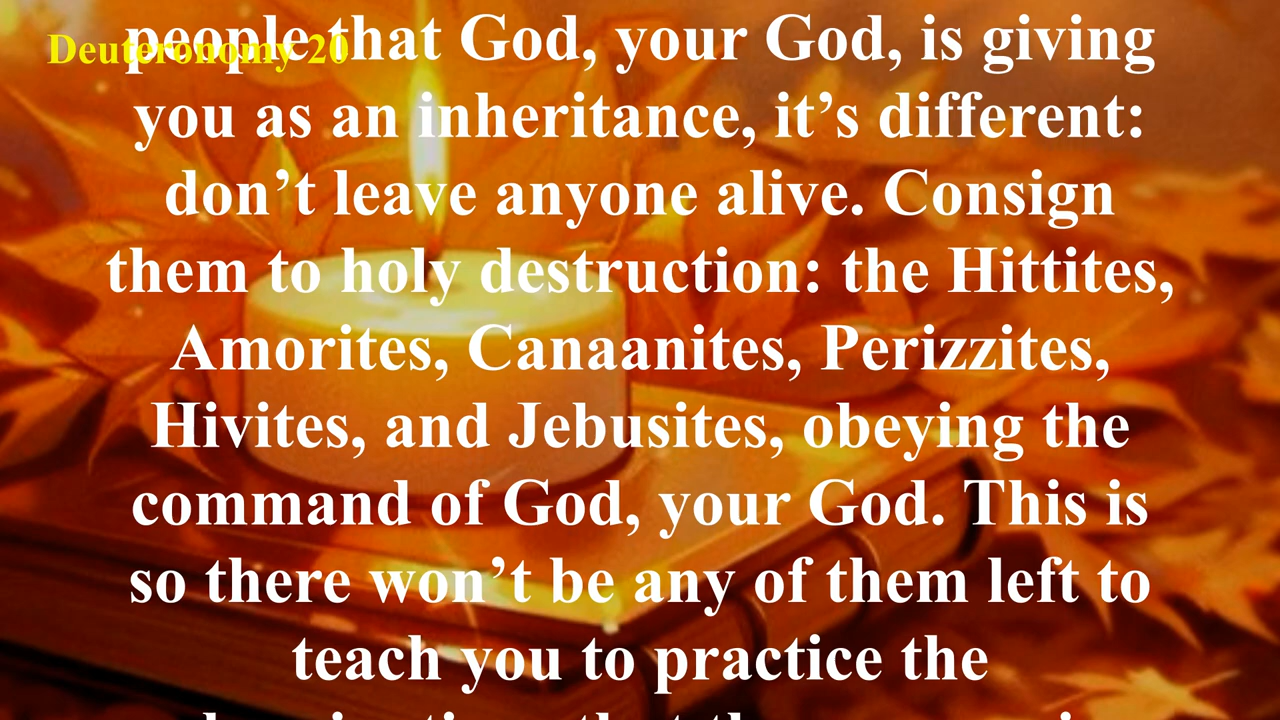 Deuteronomy 20
people that God, your God, is giving
you as an inheritance, it’s different:
don’t leave anyone alive. Consign
them to holy destruction: the Hittites,
Amorites, Canaanites, Perizzites,
Hivites, and Jebusites, obeying the
command of God, your God. This is
so there won’t be any of them left to
teach you to practice the